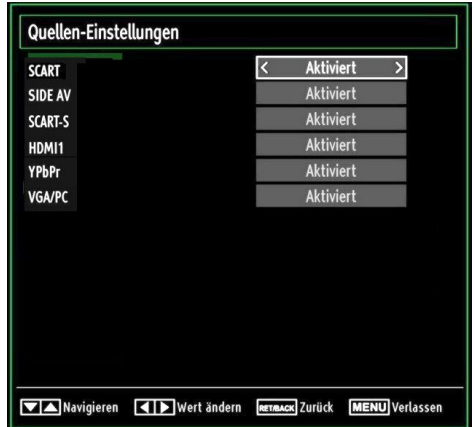 Quellen-Einstellungen
SCART < Aktiviert >
SIDE AV Aktiviert
SCART-S Aktiviert
HDMI1 Aktiviert
YPbPr Aktiviert
VGA/PC Aktiviert
Navigieren Wert ändern RET/BACK Zurück MENU Verlassen